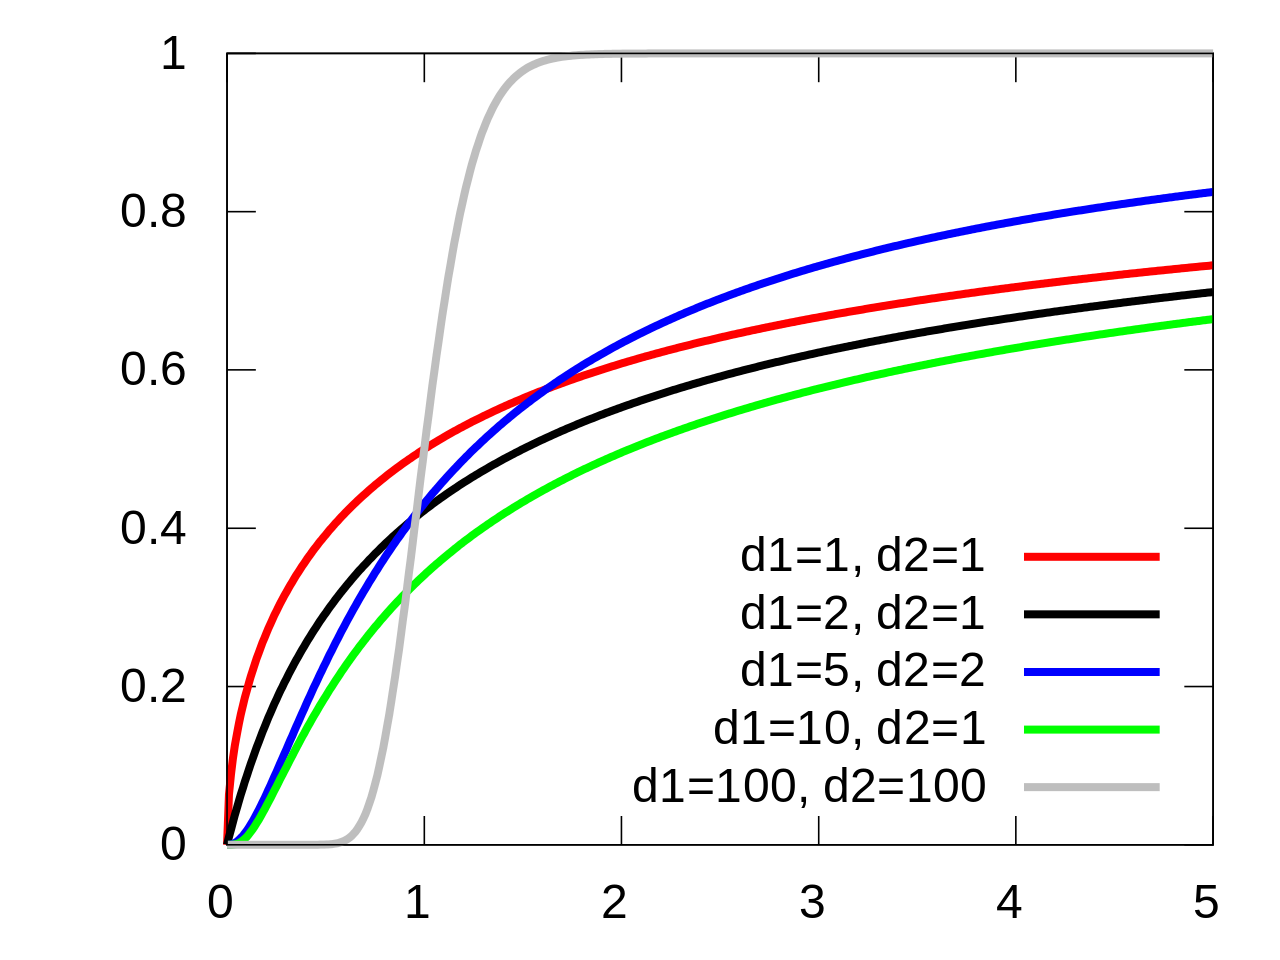 1
0.8
0.6
0.4
0.2
0
d1=1, d2=1
d1=2, d2=1
d1=5, d2=2
d1=10, d2=1
d1=100, d2=100
0 1 2 3 4 5